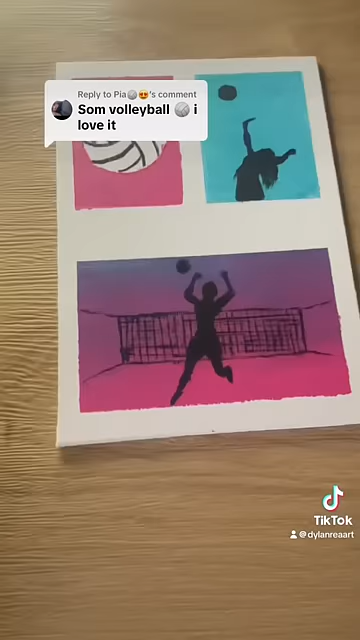 Reply to Pia🏐😍's comment
Som volleyball 🏐 i
love it
TikTok
@dylanreaart